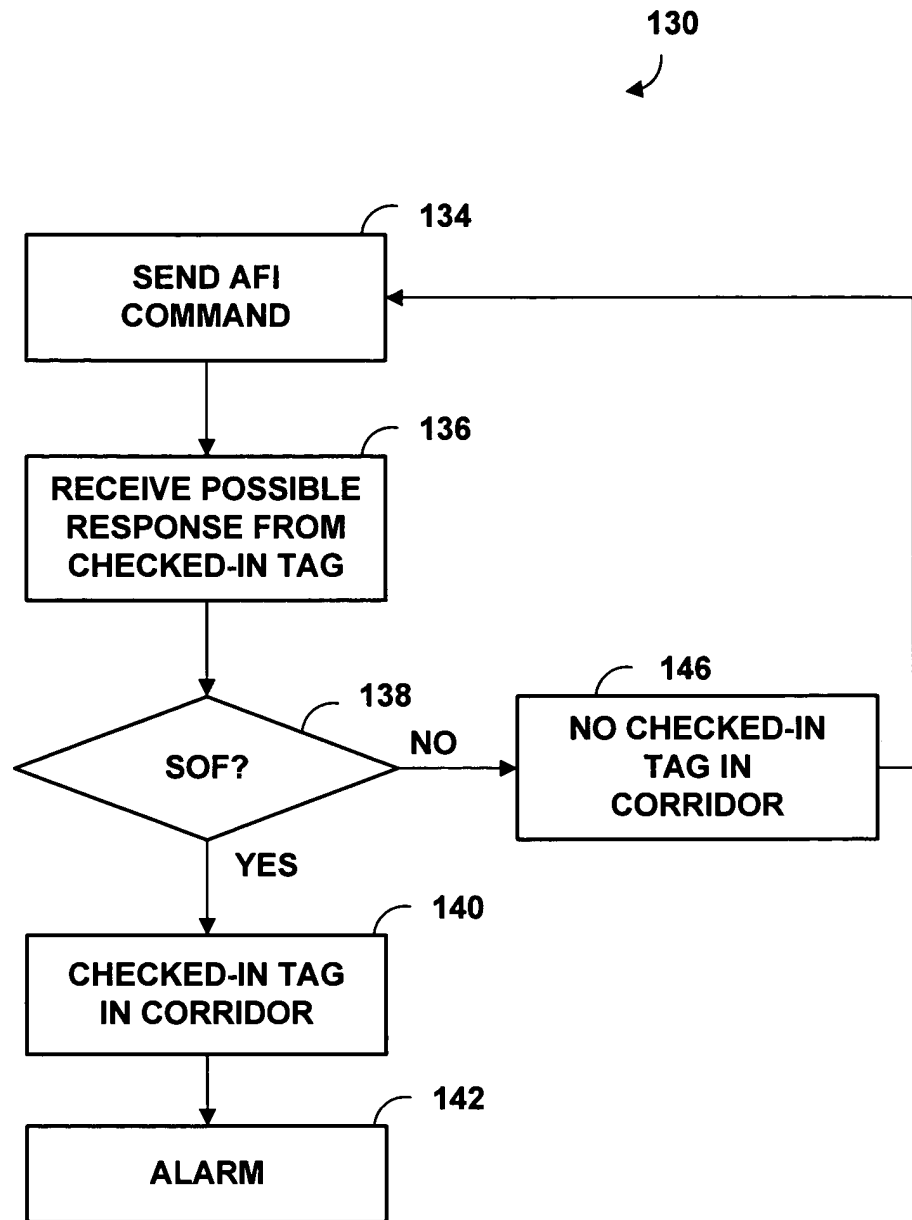 130
134
SEND AFI
COMMAND
136
RECEIVE POSSIBLE
RESPONSE FROM
CHECKED-IN TAG
138
SOF?
NO
146
NO CHECKED-IN
TAG IN
CORRIDOR
YES
140
CHECKED-IN TAG
IN CORRIDOR
142
ALARM